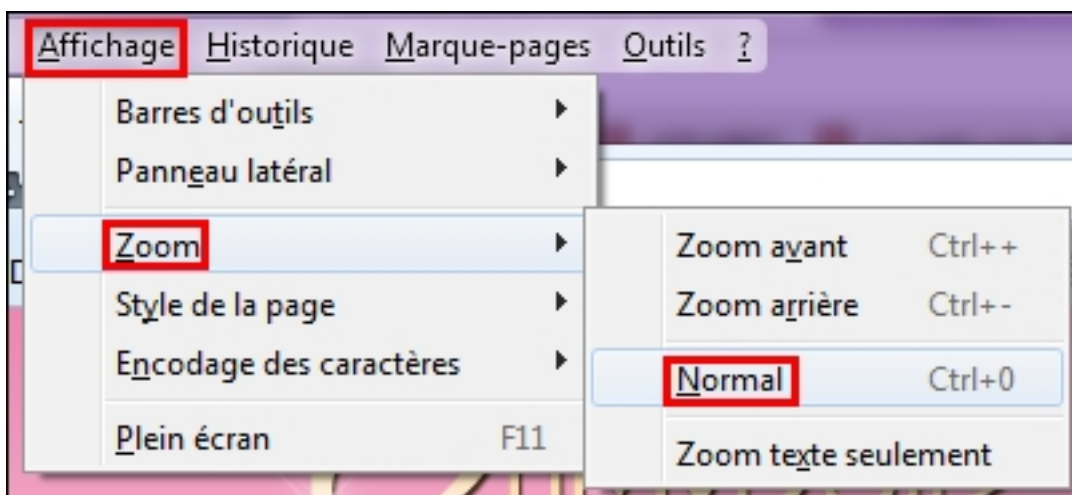 Affichage Historique Marque-pages Outils ?
Barres d'outils
Panneau latéral
Zoom
Style de la page
Encodage des caractères
Plein écran F11
Zoom avant Ctrl++
Zoom arrière Ctrl+-
Normal Ctrl+0
Zoom texte seulement